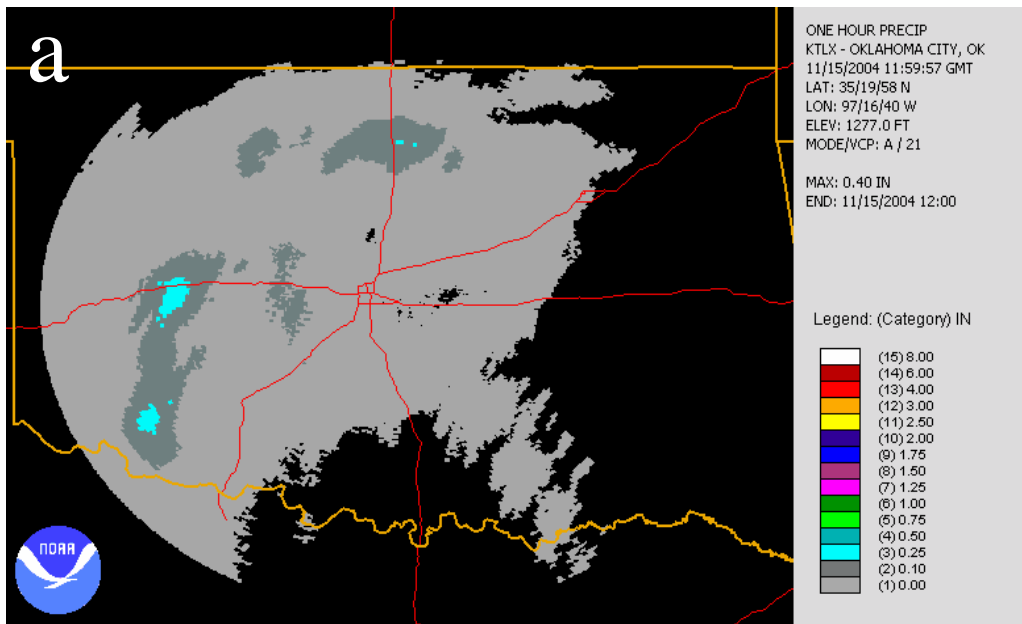 a
ONE HOUR PRECIP
KTLX - OKLAHOMA CITY, OK
11/15/2004 11:59:57 GMT
LAT: 35/19/58 N
LON: 97/16/40 W
ELEV: 1277.0 FT
MODE/VCP: A / 21
MAX: 0.40 IN
END: 11/15/2004 12:00
Legend: (Category) IN
(15) 8.00
(14) 6.00
(13) 4.00
(12) 3.00
(11) 2.50
(10) 2.00
(9) 1.75
(8) 1.50
(7) 1.25
(6) 1.00
(5) 0.75
(4) 0.50
(3) 0.25
(2) 0.10
(1) 0.00
NOAA